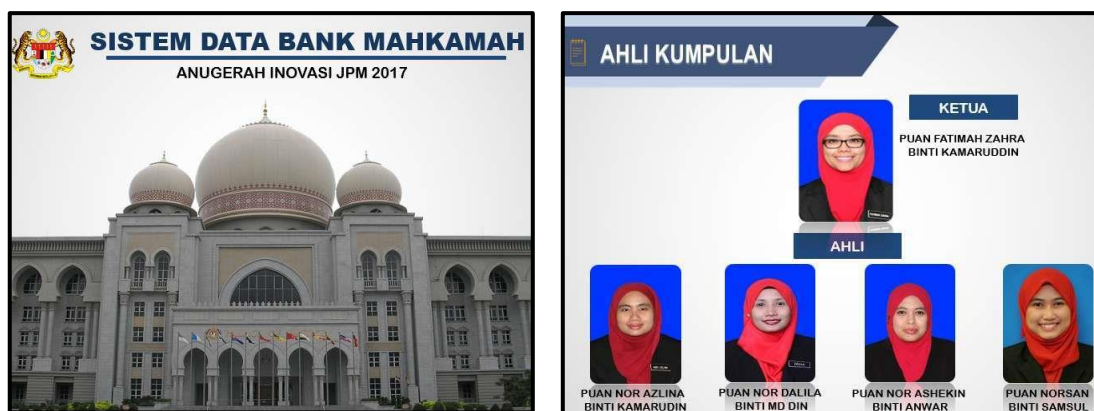 SISTEM DATA BANK MAHKAMAH
ANUGERAH INOVASI JPM 2017
AHLI KUMPULAN
KETUA
PUAN FATIMAH ZAHRA
BINTI KAMARUDDIN
AHLI
PUAN NOR AZLINA
BINTI KAMARUDIN
PUAN NOR DALILA
BINTI MD DIN
PUAN NOR ASHEKIN
BINTI ANWAR
PUAN NORSAN
BINTI SAMSUL